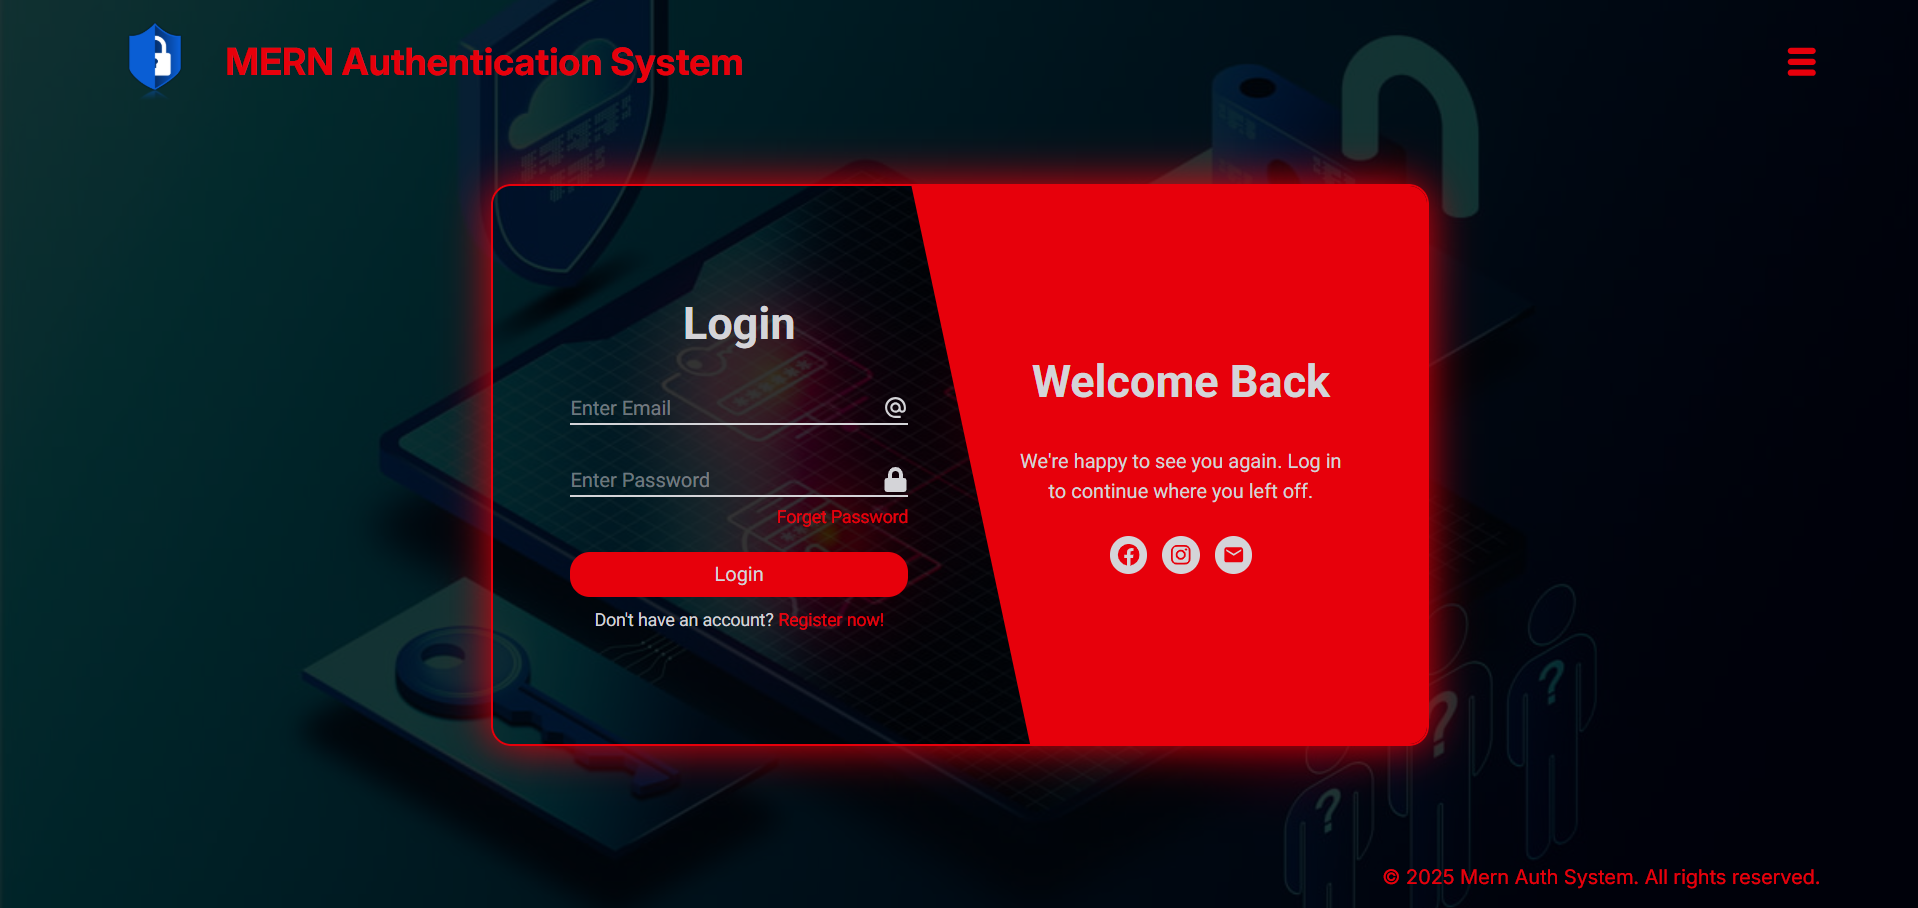 MERN Authentication System
Login
Enter Email
Enter Password
Forget Password
Login
Don't have an account? Register now!
Welcome Back
We're happy to see you again. Log in
to continue where you left off.
© 2025 Mern Auth System. All rights reserved.